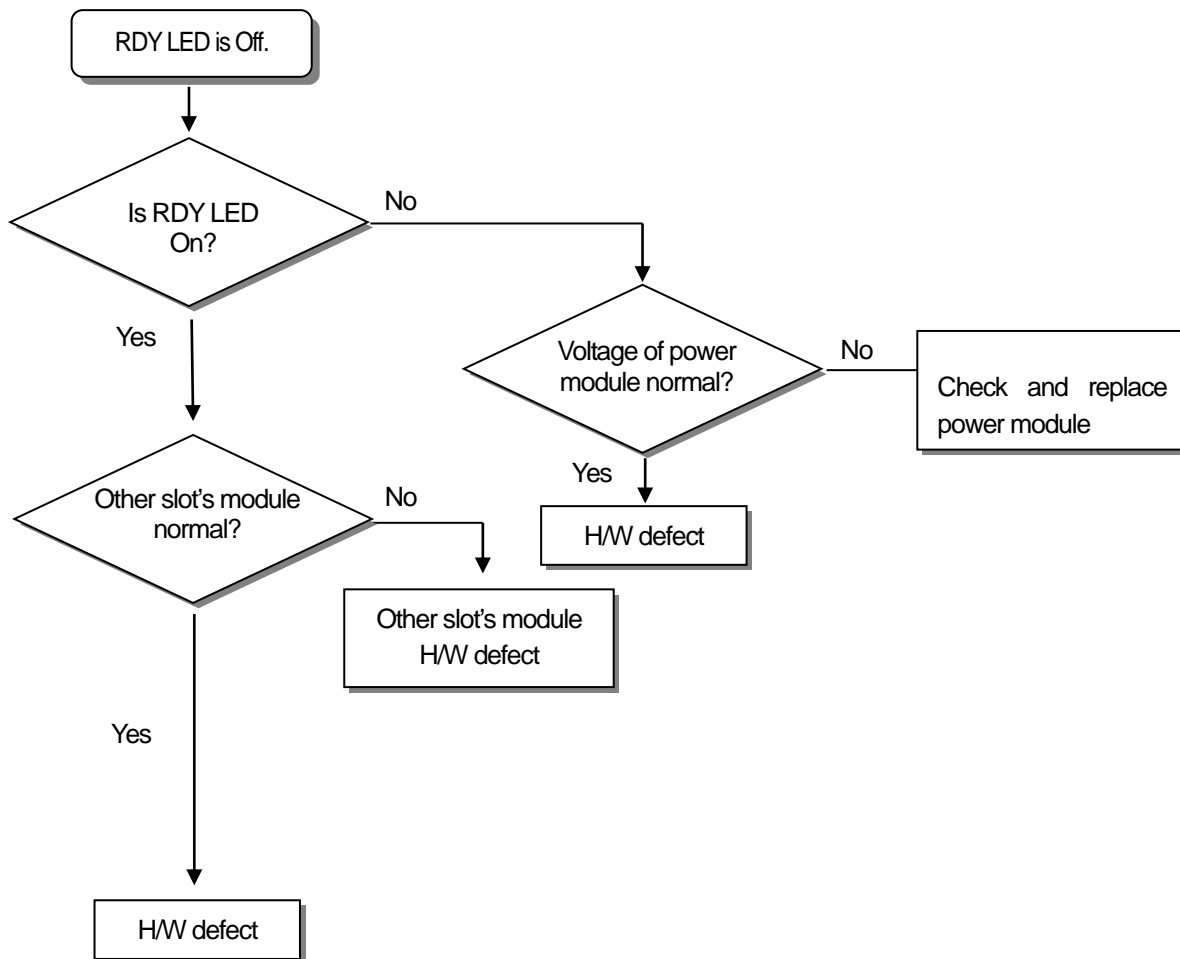 RDY LED is Off.
Is RDY LED
On?
No
Yes
Voltage of power
module normal?
No
Check and replace
power module
Yes
H/W defect
Other slot’s module
normal?
No
Other slot’s module
H/W defect
Yes
H/W defect